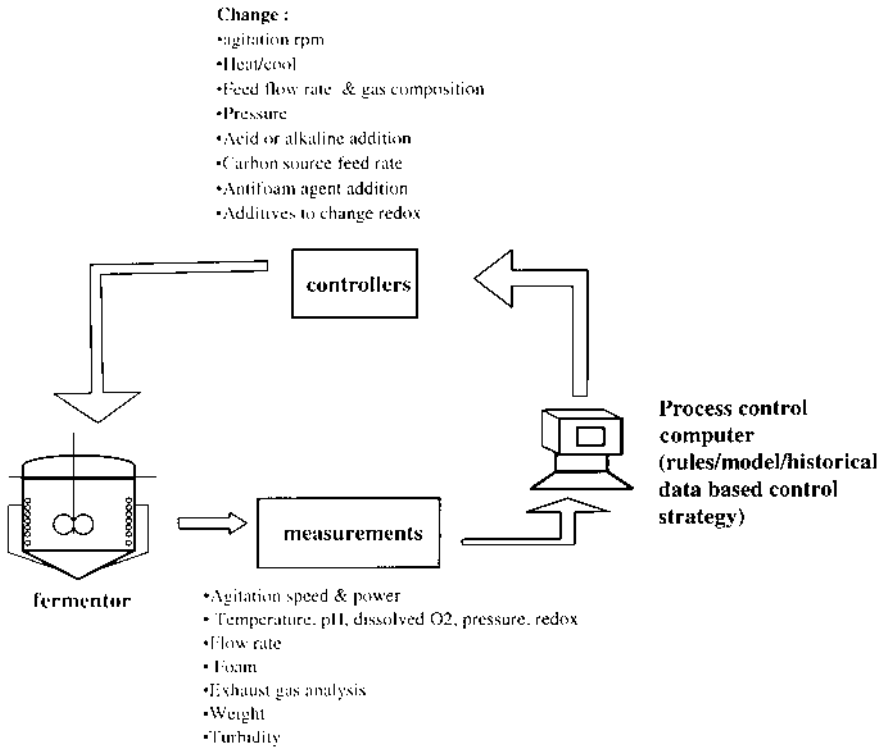 Change :
•agitation rpm
•Heat/cool
•Feed flow rate & gas composition
•Pressure
•Acid or alkaline addition
•Carbon source feed rate
•Antifoam agent addition
•Additives to change redox
controllers
Process control
computer
(rules/model/historical
data based control
strategy)
measurements
fermentor
•Agitation speed & power
• Temperature, pH, dissolved O2, pressure, redox
•Flow rate
• Foam
•Exhaust gas analysis
•Weight
•Turbidity